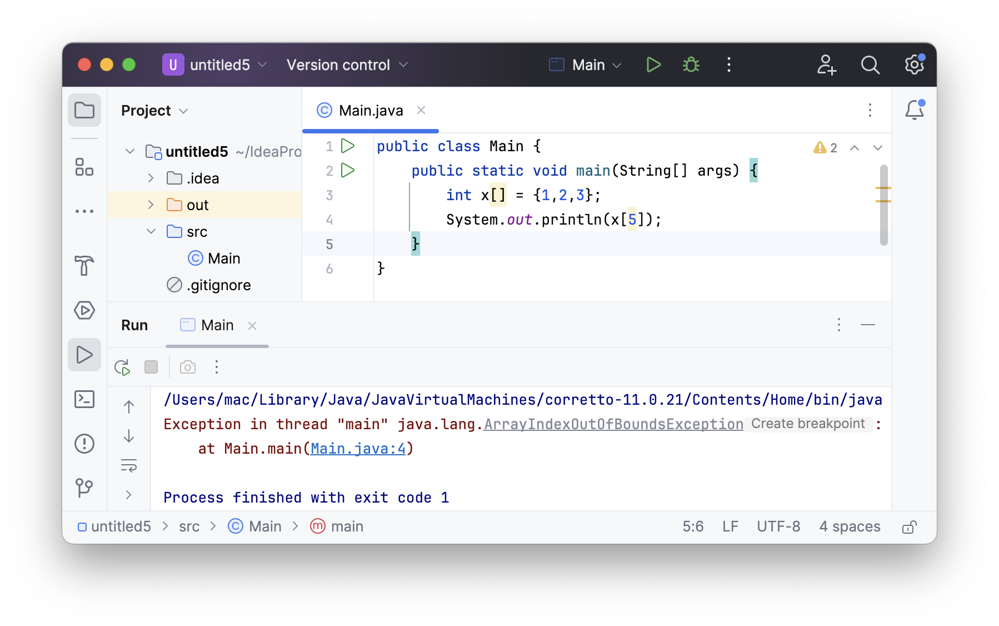 U untitled5 Version control Main
Project
Main.java
untitled5 ~/IdeaPro
.idea
out
src
Main
.gitignore
1 public class Main {
2 public static void main(String[] args) {
3 int x[] = {1,2,3};
4 System.out.println(x[5]);
5 }
6 }
2
Run Main
/Users/mac/Library/Java/JavaVirtualMachines/corretto-11.0.21/Contents/Home/bin/java
Exception in thread "main" java.lang.ArrayIndexOutOfBoundsException Create breakpoint :
at Main.main(Main.java:4)
Process finished with exit code 1
untitled5 > src > C Main > m main 5:6 LF UTF-8 4 spaces